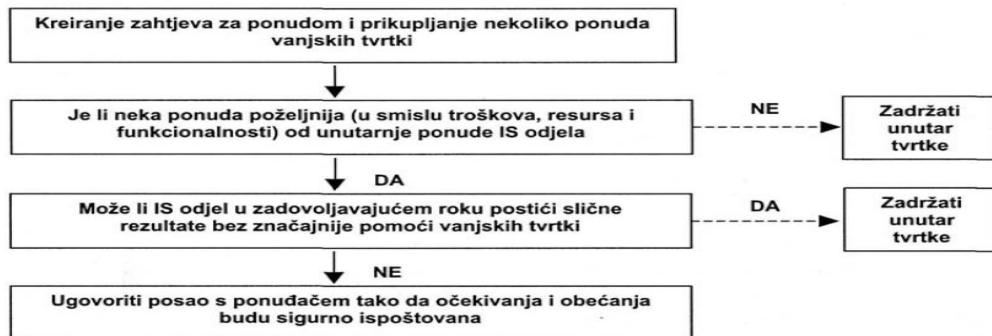 Kreiranje zahtjeva za ponudom i prikupljanje nekoliko ponuda
vanjskih tvrtki
Je li neka ponuda poželjnija (u smislu troškova, resursa i
funkcionalnosti) od unutarnje ponude IS odjela
NE
Zadržati
unutar
tvrtke
DA
Može li IS odjel u zadovoljavajućem roku postići slične
rezultate bez značajnije pomoći vanjskih tvrtki
DA
Zadržati
unutar
tvrtke
NE
Ugovoriti posao s ponuđačem tako da očekivanja i obećanja
budu sigurno ispoštovana